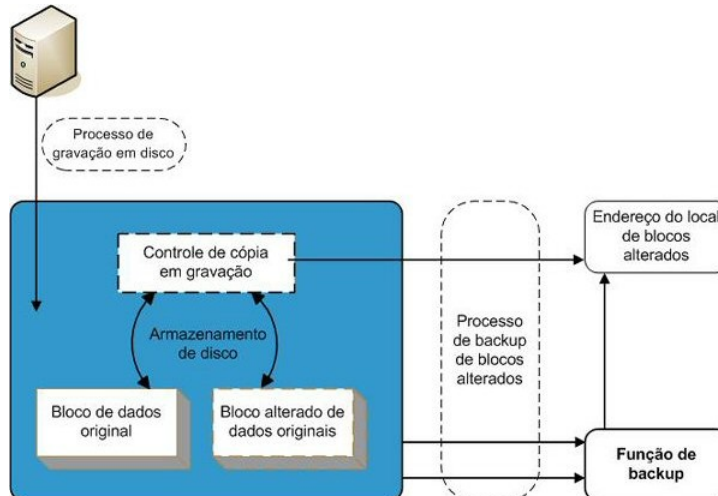 Processo de
gravação em disco
Controle de cópia
em gravação
Endereço do local
de blocos
alterados
Armazenamento
de disco
Processo
de backup
de blocos
alterados
Bloco de dados
original
Bloco alterado de
dados originais
Função de
backup